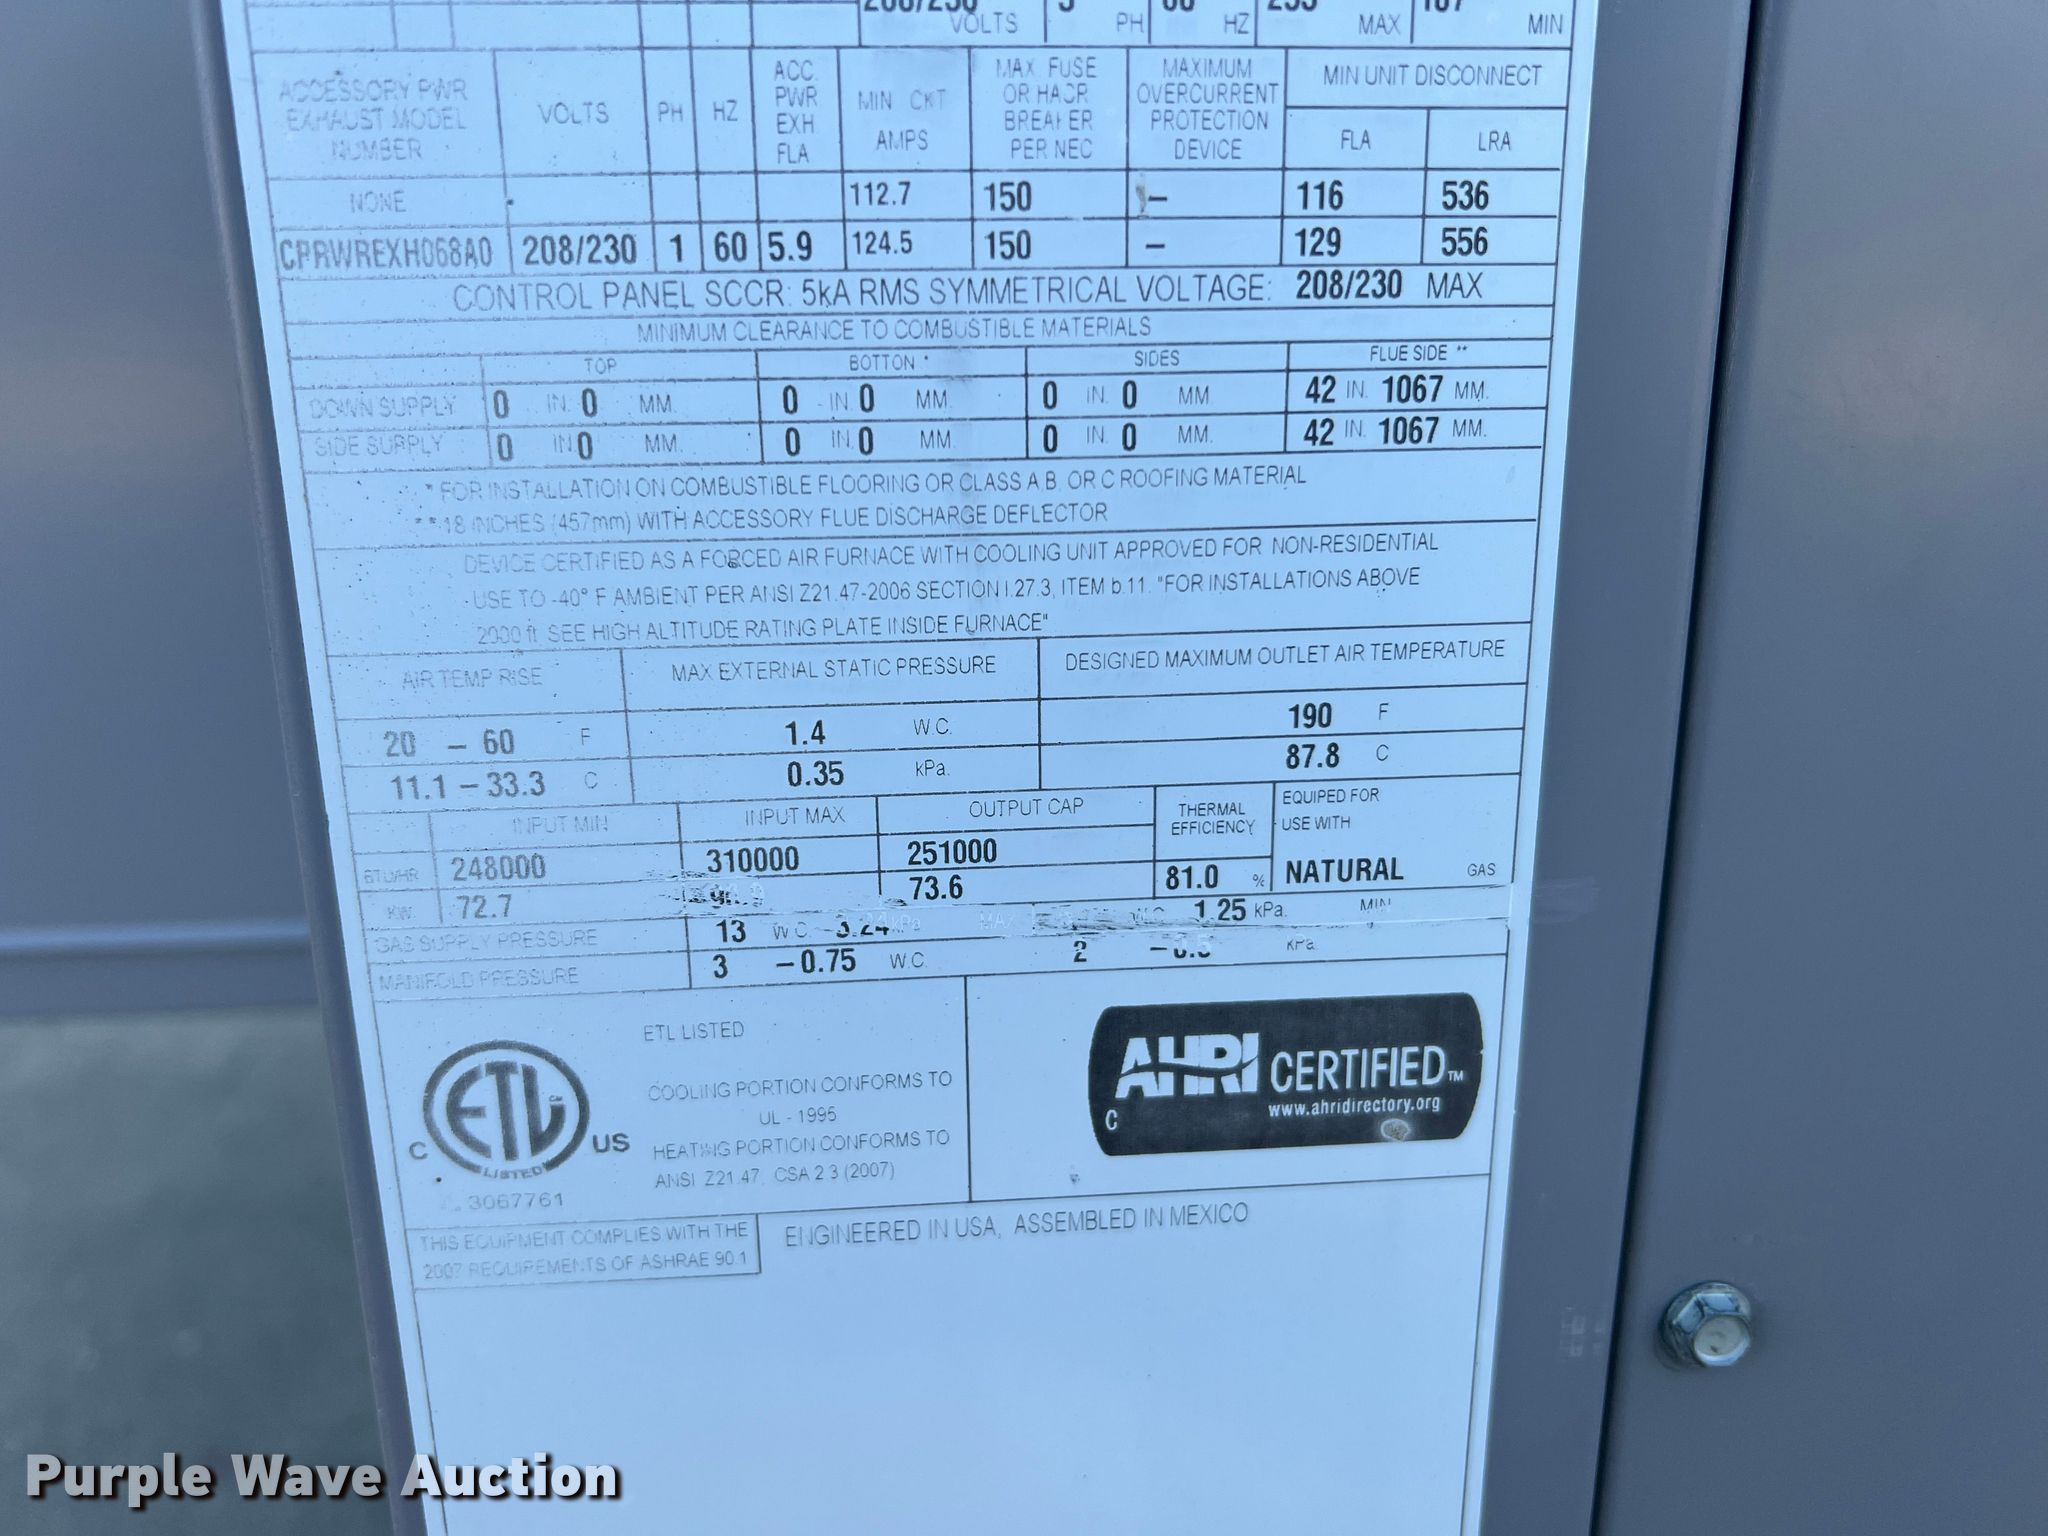 VOLTS PH HZ MAX MIN
ACCESSORY PWR EXHAUST MODEL NUMBER VOLTS PH HZ ACC. PWR EXH FLA MIN CKT AMPS MAX FUSE OR HACR BREAKER PER NEC MAXIMUM OVERCURRENT PROTECTION DEVICE MIN UNIT DISCONNECT FLA LRA
NONE 112.7 150 – 116 536
CPRWREXH068A0 208/230 1 60 5.9 124.5 150 – 129 556
CONTROL PANEL SCCR: 5kA RMS SYMMETRICAL VOLTAGE: 208/230 MAX
MINIMUM CLEARANCE TO COMBUSTIBLE MATERIALS
TOP BOTTON * SIDES FLUE SIDE **
DOWN SUPPLY 0 IN. 0 MM. 0 IN. 0 MM. 0 IN. 0 MM. 42 IN. 1067 MM.
SIDE SUPPLY 0 IN. 0 MM. 0 IN. 0 MM. 0 IN. 0 MM. 42 IN. 1067 MM.
* FOR INSTALLATION ON COMBUSTIBLE FLOORING OR CLASS A B. OR C ROOFING MATERIAL
** 18 INCHES (457mm) WITH ACCESSORY FLUE DISCHARGE DEFLECTOR
DEVICE CERTIFIED AS A FORCED AIR FURNACE WITH COOLING UNIT APPROVED FOR NON-RESIDENTIAL
USE TO -40° F AMBIENT PER ANSI Z21.47-2006 SECTION I.27.3, ITEM b.11. "FOR INSTALLATIONS ABOVE
2000 ft SEE HIGH ALTITUDE RATING PLATE INSIDE FURNACE"
AIR TEMP RISE MAX EXTERNAL STATIC PRESSURE DESIGNED MAXIMUM OUTLET AIR TEMPERATURE
20 – 60 F 1.4 W.C. 190 F
11.1 – 33.3 C 0.35 kPa. 87.8 C
INPUT MIN INPUT MAX OUTPUT CAP THERMAL EFFICIENCY EQUIPED FOR USE WITH
BTU/HR 248000 310000 251000 81.0 % NATURAL GAS
KW. 72.7 73.6
GAS SUPPLY PRESSURE 13 W.C. – 3.24 kPa MAX W.C. 1.25 kPa. MIN
MANIFOLD PRESSURE 3 – 0.75 W.C. 2 kPa
ETL LISTED
COOLING PORTION CONFORMS TO
UL - 1995
HEATING PORTION CONFORMS TO
ANSI Z21.47, CSA 2.3 (2007)
C ETL CM LISTED US
3067761
AHRI CERTIFIED™
www.ahridirectory.org
C
THIS EQUIPMENT COMPLIES WITH THE
2007 REQUIREMENTS OF ASHRAE 90.1
ENGINEERED IN USA, ASSEMBLED IN MEXICO
Purple Wave Auction